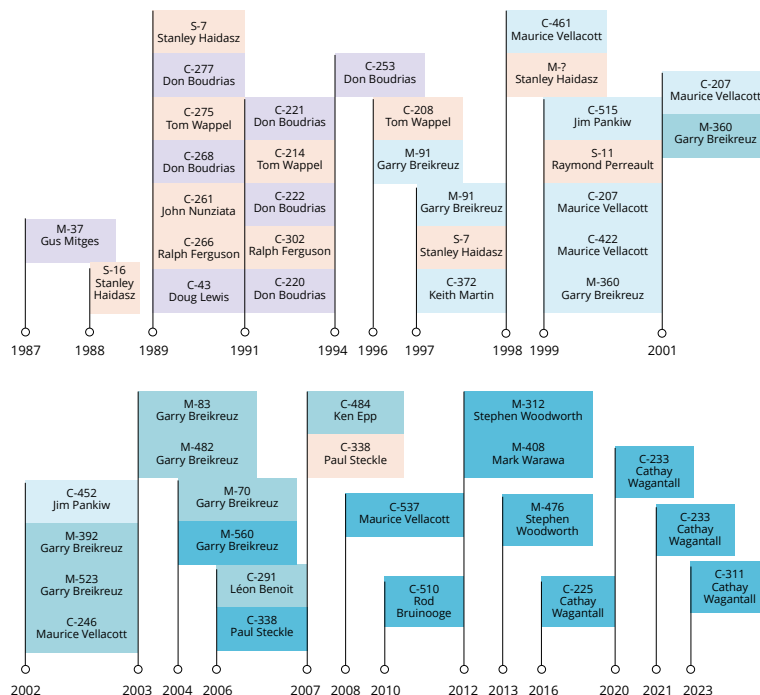 M-37
Gus Mitges
S-16
Stanley
Haidasz
S-7
Stanley Haidasz
C-277
Don Boudrias
C-275
Tom Wappel
C-268
Don Boudrias
C-261
John Nunziata
C-266
Ralph Ferguson
C-43
Doug Lewis
C-221
Don Boudrias
C-214
Tom Wappel
C-222
Don Boudrias
C-302
Ralph Ferguson
C-220
Don Boudrias
C-253
Don Boudrias
C-208
Tom Wappel
M-91
Garry Breikreuz
M-91
Garry Breikreuz
S-7
Stanley Haidasz
C-372
Keith Martin
C-461
Maurice Vellacott
M-?
Stanley Haidasz
C-515
Jim Pankiw
S-11
Raymond Perreault
C-207
Maurice Vellacott
C-422
Maurice Vellacott
M-360
Garry Breikreuz
C-207
Maurice Vellacott
M-360
Garry Breikreuz
1987
1988
1989
1991
1994
1996
1997
1998
1999
2001
C-452
Jim Pankiw
M-392
Garry Breikreuz
M-523
Garry Breikreuz
C-246
Maurice Vellacott
M-83
Garry Breikreuz
M-482
Garry Breikreuz
M-70
Garry Breikreuz
M-560
Garry Breikreuz
C-291
Léon Benoit
C-338
Paul Steckle
C-484
Ken Epp
C-338
Paul Steckle
C-537
Maurice Vellacott
C-510
Rod
Bruinooge
M-312
Stephen Woodworth
M-408
Mark Warawa
M-476
Stephen
Woodworth
C-225
Cathay
Wagantall
C-233
Cathay
Wagantall
C-233
Cathay
Wagantall
C-311
Cathay
Wagantall
2002
2003
2004
2006
2007
2008
2010
2012
2013
2016
2020
2021
2023